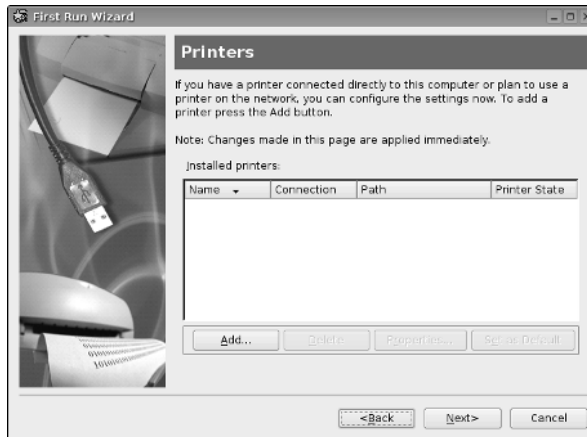 First Run Wizard
Printers
If you have a printer connected directly to this computer or plan to use a
printer on the network, you can configure the settings now. To add a
printer press the Add button.
Note: Changes made in this page are applied immediately.
Installed printers:
Name Connection Path Printer State
Add... Delete Properties... Set as Default
<Back Next> Cancel